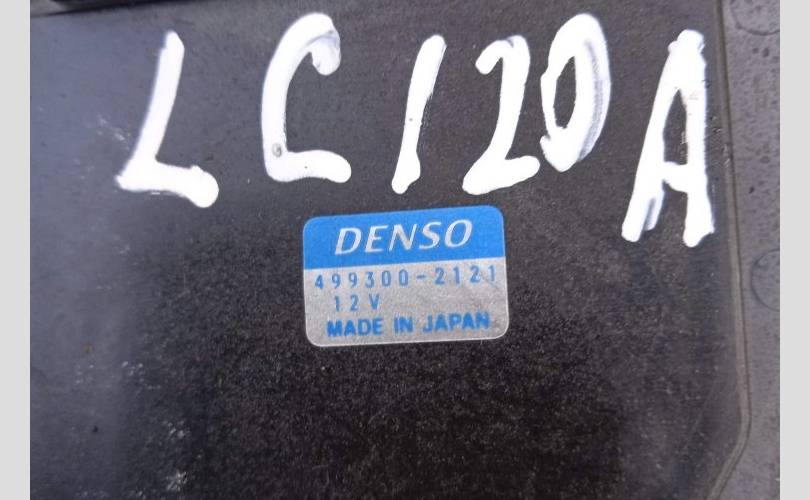 LC120A
DENSO
499300-2121
12V
MADE IN JAPAN